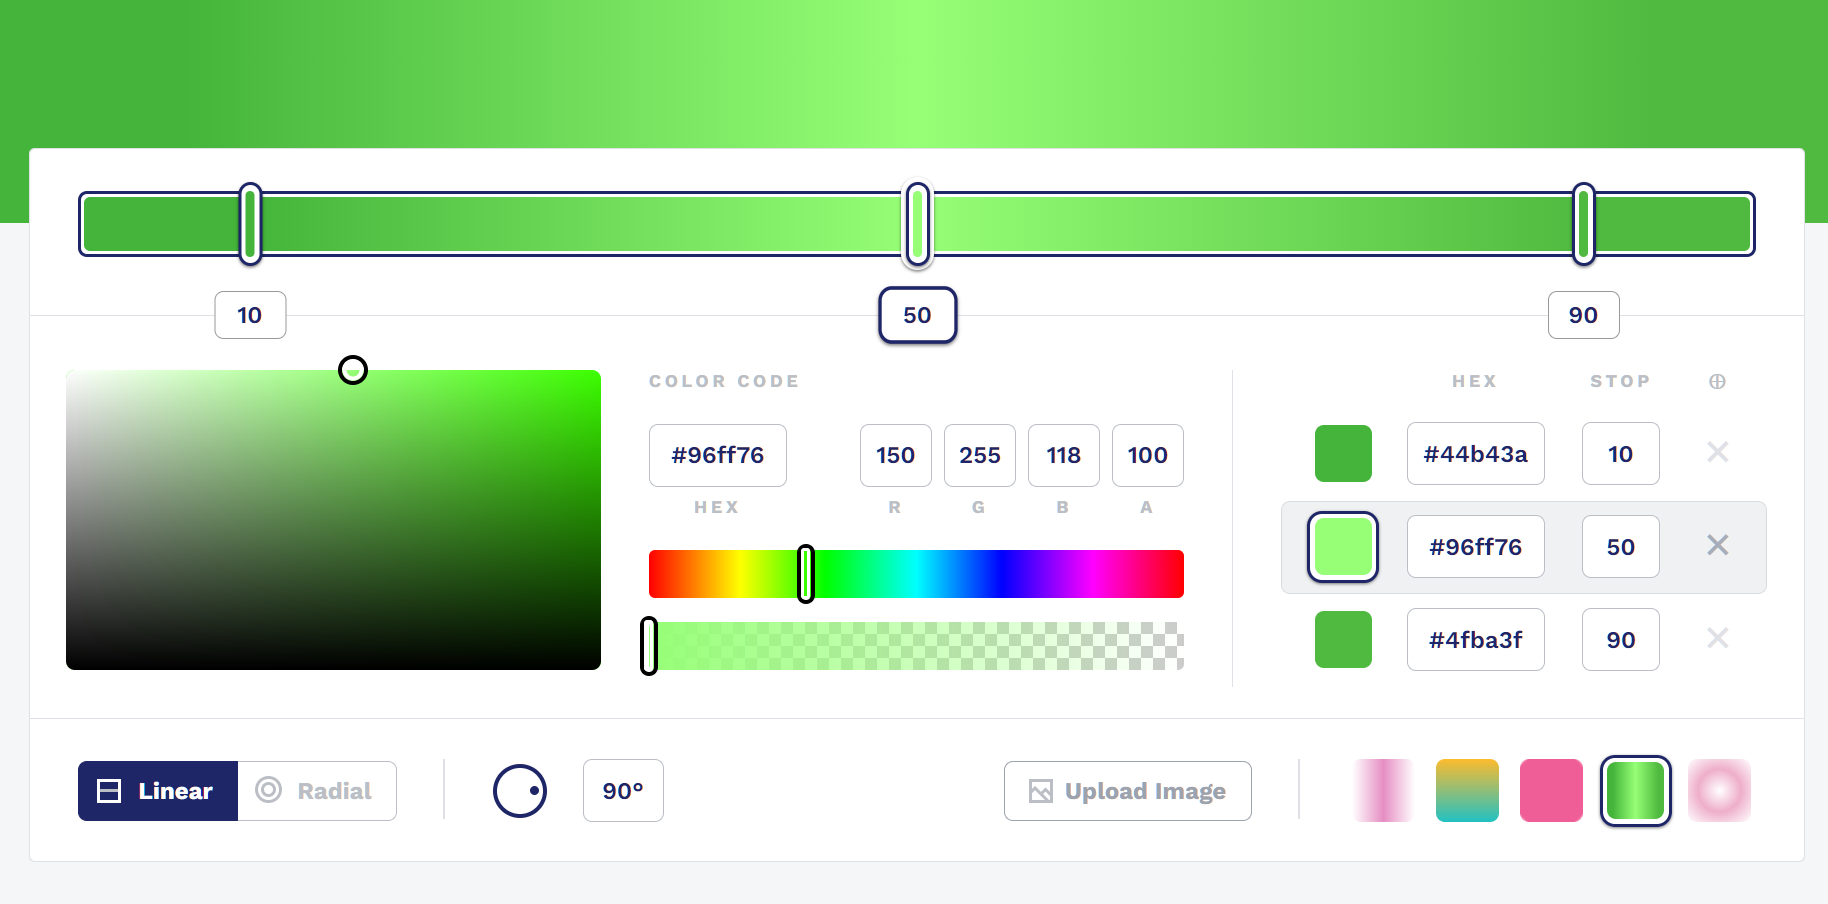 10
50
90
COLOR CODE
HEX STOP
#96ff76 150 255 118 100
HEX R G B A
#44b43a 10
#96ff76 50
#4fba3f 90
Linear Radial 90° Upload Image